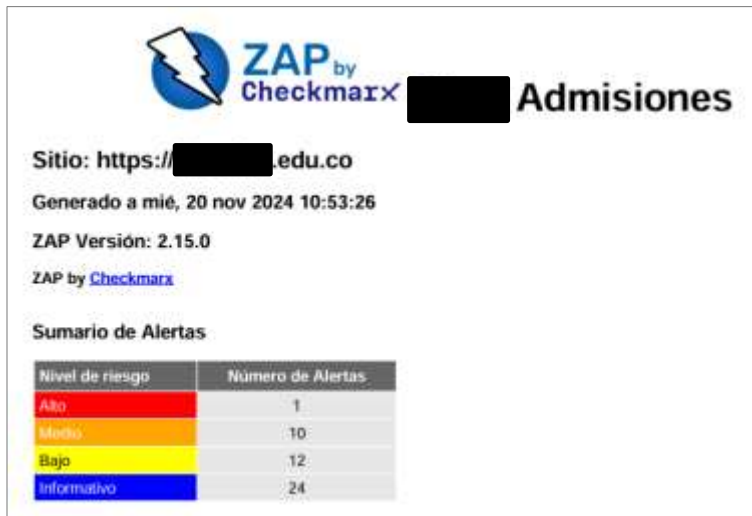 ZAP by
Checkmarx
Admisiones
Sitio: https:// .edu.co
Generado a mié, 20 nov 2024 10:53:26
ZAP Versión: 2.15.0
ZAP by Checkmarx
Sumario de Alertas
Nivel de riesgo Número de Alertas
Alto 1
Medio 10
Bajo 12
Informativo 24